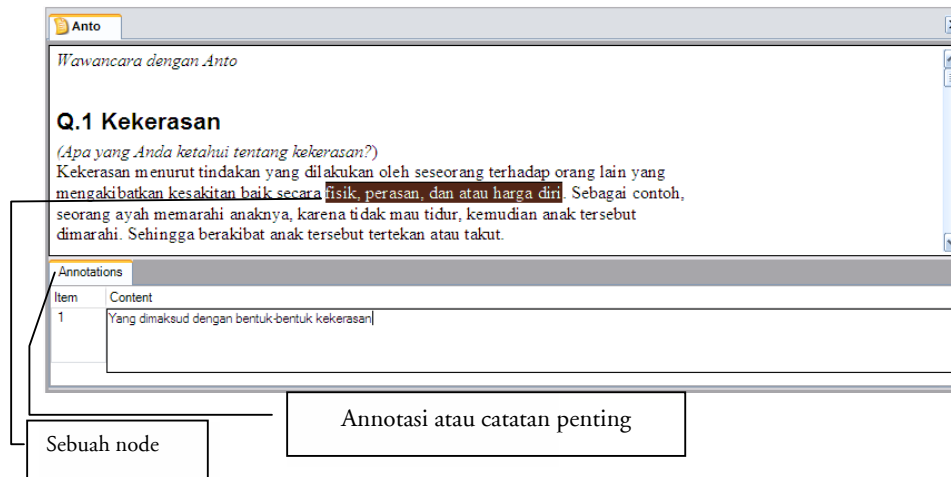 Anto
Wawancara dengan Anto
Q.1 Kekerasan
(Apa yang Anda ketahui tentang kekerasan?)
Kekerasan menurut tindakan yang dilakukan oleh seseorang terhadap orang lain yang
mengakibatkan kesakitan baik secara fisik, perasan, dan atau harga diri. Sebagai contoh,
seorang ayah memarahi anaknya, karena tidak mau tidur, kemudian anak tersebut
dimarahi. Sehingga berakibat anak tersebut tertekan atau takut.
Annotations
Item Content
1 Yang dimaksud dengan bentuk-bentuk kekerasan
Annotasi atau catatan penting
Sebuah node